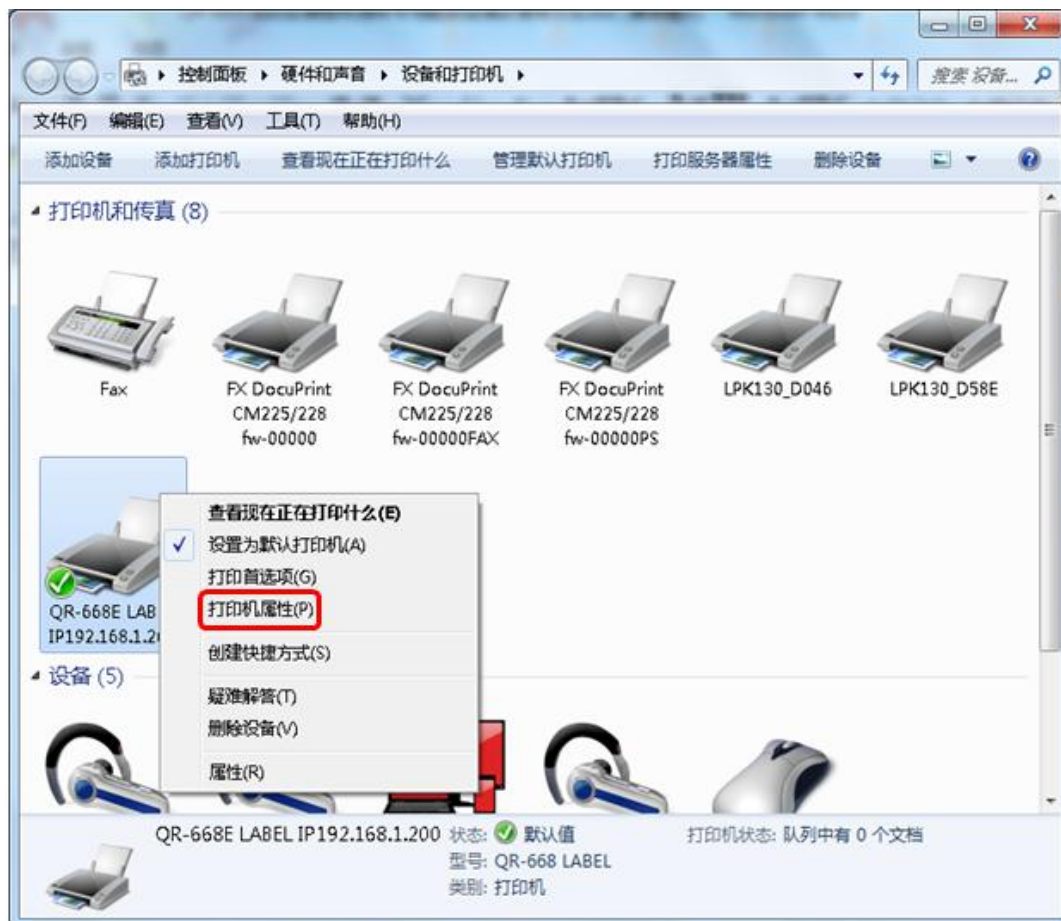 控制面板 ▸ 硬件和声音 ▸ 设备和打印机 ▸
搜索 设备...
文件(F) 编辑(E) 查看(V) 工具(T) 帮助(H)
添加设备 添加打印机 查看现在正在打印什么 管理默认打印机 打印服务器属性 删除设备
打印机和传真 (8)
Fax
FX DocuPrint
CM225/228
fw-00000
FX DocuPrint
CM225/228
fw-00000FAX
FX DocuPrint
CM225/228
fw-00000PS
LPK130_D046
LPK130_D58E
QR-668E LAB
IP192.168.1.20
查看现在正在打印什么(E)
设置为默认打印机(A)
打印首选项(G)
打印机属性(P)
创建快捷方式(S)
疑难解答(T)
删除设备(V)
属性(R)
设备 (5)
QR-668E LABEL IP192.168.1.200 状态: 默认值 打印机状态: 队列中有 0 个文档
型号: QR-668 LABEL
类别: 打印机